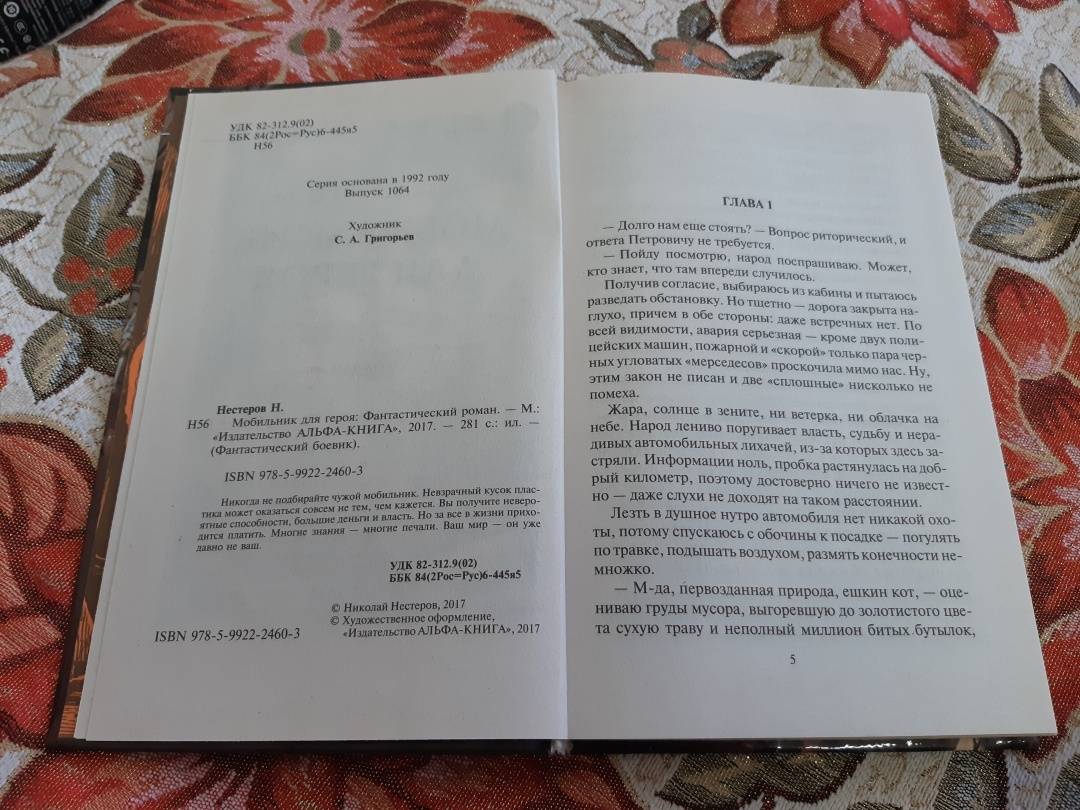 УДК 82-312.9(02)
ББК 84(2Рос=Рус)6-445я5
Н56
Серия основана в 1992 году
Выпуск 1064
Художник
С. А. Григорьев
Нестеров Н.
Н56 Мобильник для героя: Фантастический роман. — М.:
«Издательство АЛЬФА-КНИГА», 2017. — 281 с.: ил. —
(Фантастический боевик).
ISBN 978-5-9922-2460-3
Никогда не подбирайте чужой мобильник. Невзрачный кусок плас-
тика может оказаться совсем не тем, чем кажется. Вы получите неверо-
ятные способности, большие деньги и власть. Но за все в жизни прихо-
дится платить. Многие знания — многие печали. Ваш мир — он уже
давно не ваш.
УДК 82-312.9(02)
ББК 84(2Рос=Рус)6-445я5
© Николай Нестеров, 2017
© Художественное оформление,
«Издательство АЛЬФА-КНИГА», 2017
ISBN 978-5-9922-2460-3
ГЛАВА 1
— Долго нам еще стоять? — Вопрос риторический, и
ответа Петровичу не требуется.
— Пойду посмотрю, народ поспрашиваю. Может,
кто знает, что там впереди случилось.
Получив согласие, выбираюсь из кабины и пытаюсь
разведать обстановку. Но тщетно — дорога закрыта на-
глухо, причем в обе стороны: даже встречных нет. По
всей видимости, авария серьезная — кроме двух поли-
цейских машин, пожарной и «скорой» только пара чер-
ных угловатых «мерседесов» проскочила мимо нас. Ну,
этим закон не писан и две «сплошные» нисколько не
помеха.
Жара, солнце в зените, ни ветерка, ни облачка на
небе. Народ лениво поругивает власть, судьбу и нера-
дивых автомобильных лихачей, из-за которых здесь за-
стряли. Информации ноль, пробка растянулась на доб-
рый километр, поэтому достоверно ничего не извест-
но — даже слухи не доходят на таком расстоянии.
Лезть в душное нутро автомобиля нет никакой охо-
ты, потому спускаюсь с обочины к посадке — погулять
по травке, подышать воздухом, размять конечности не-
множко.
— М-да, первозданная природа, ешкин кот, — оце-
ниваю груды мусора, выгоревшую до золотистого цве-
та сухую траву и неполный миллион битых бутылок,
5